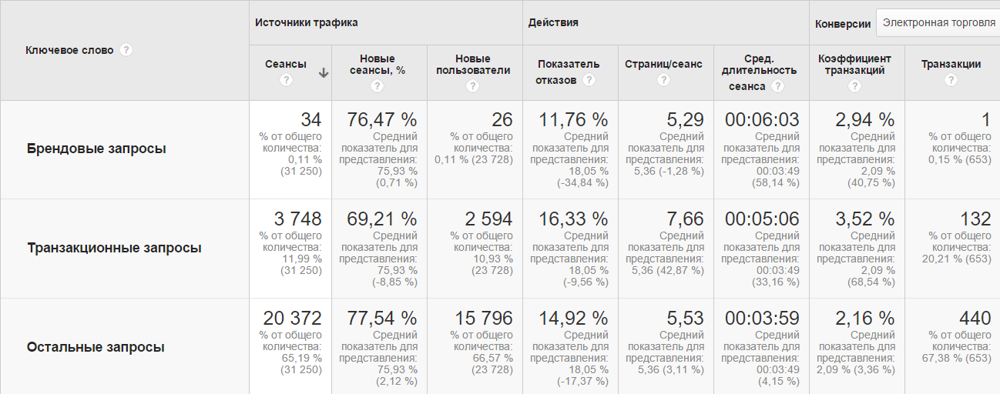 Ключевое слово ?
Источники трафика
Действия
Конверсии
Электронная торговля
Сеансы
?
Новые
сеансы, %
?
Новые
пользователи
?
Показатель
отказов ?
Страниц/сеанс
?
Сред.
длительность
сеанса ?
Коэффициент
транзакций
?
Транзакции
?
Брендовые запросы
34
% от общего
количества:
0,11 %
(31 250)
76,47 %
Средний
показатель для
представления:
75,93 %
(0,71 %)
26
% от общего
количества:
0,11 % (23 728)
11,76 %
Средний
показатель для
представления:
18,05 %
(-34,84 %)
5,29
Средний
показатель для
представления:
5,36 (-1,28 %)
00:06:03
Средний
показатель для
представления:
00:03:49
(58,14 %)
2,94 %
Средний
показатель для
представления:
2,09 %
(40,75 %)
1
% от общего
количества:
0,15 % (653)
Транзакционные запросы
3 748
% от общего
количества:
11,99 %
(31 250)
69,21 %
Средний
показатель для
представления:
75,93 %
(-8,85 %)
2 594
% от общего
количества:
10,93 %
(23 728)
16,33 %
Средний
показатель для
представления:
18,05 %
(-9,56 %)
7,66
Средний
показатель для
представления:
5,36 (42,87 %)
00:05:06
Средний
показатель для
представления:
00:03:49
(33,16 %)
3,52 %
Средний
показатель для
представления:
2,09 %
(68,54 %)
132
% от общего
количества:
20,21 % (653)
Остальные запросы
20 372
% от общего
количества:
65,19 %
(31 250)
77,54 %
Средний
показатель для
представления:
75,93 %
(2,12 %)
15 796
% от общего
количества:
66,57 %
(23 728)
14,92 %
Средний
показатель для
представления:
18,05 %
(-17,37 %)
5,53
Средний
показатель для
представления:
5,36 (3,11 %)
00:03:59
Средний
показатель для
представления:
00:03:49
(4,15 %)
2,16 %
Средний
показатель для
представления:
2,09 % (3,36 %)
440
% от общего
количества:
67,38 % (653)